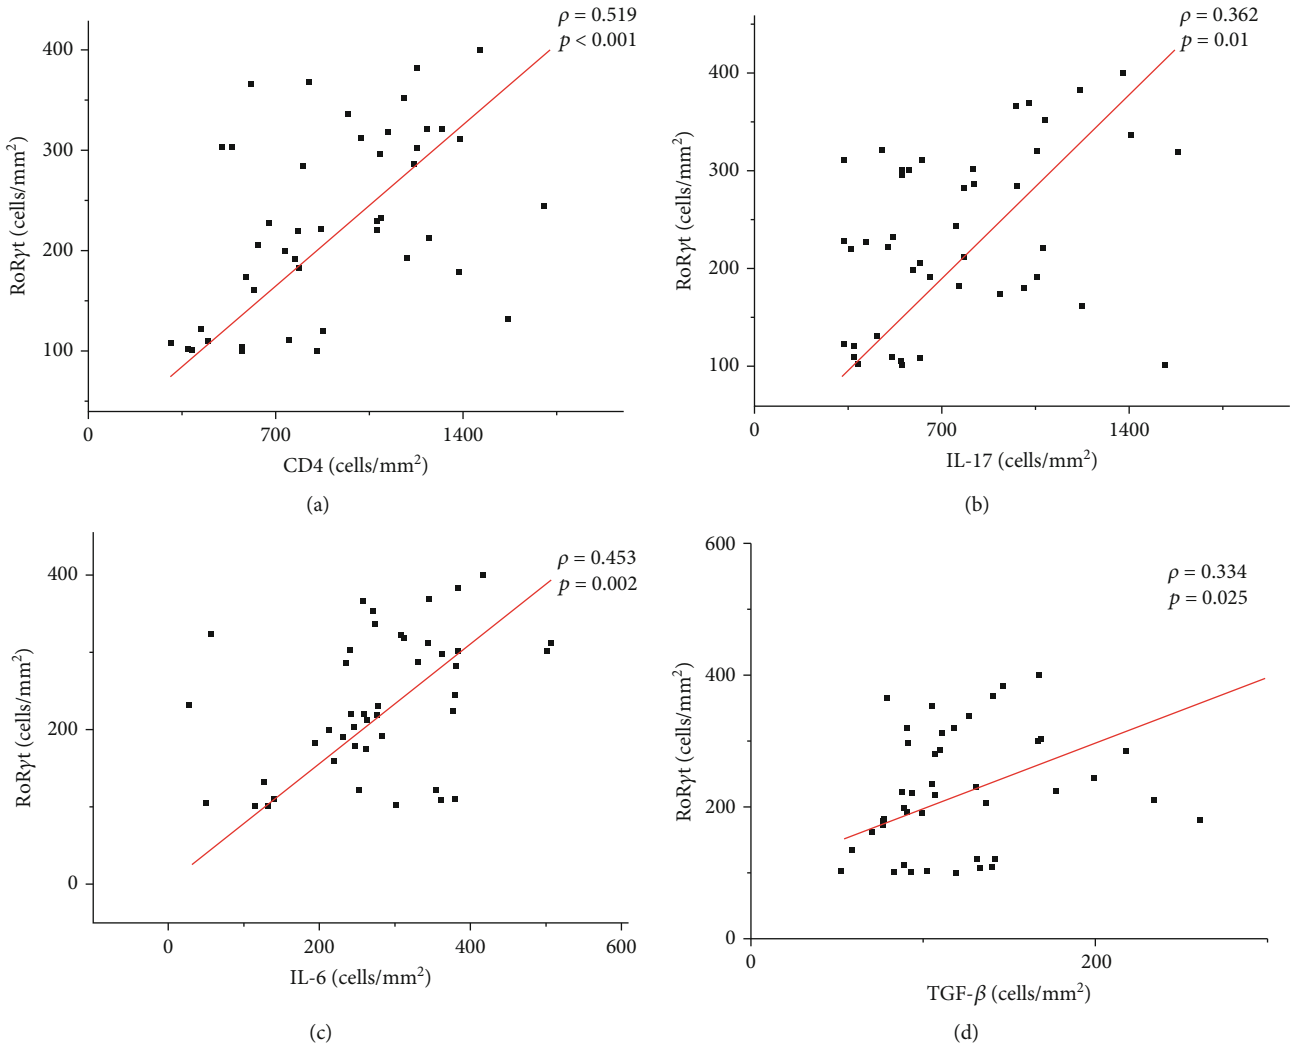 ρ = 0.519
p < 0.001
400
300
200
100
RoRγt (cells/mm²)
0
700
1400
CD4 (cells/mm²)
(a)
ρ = 0.362
p = 0.01
400
300
200
100
RoRγt (cells/mm²)
0
700
1400
IL-17 (cells/mm²)
(b)
ρ = 0.453
p = 0.002
400
200
0
RoRγt (cells/mm²)
0
200
400
600
IL-6 (cells/mm²)
(c)
ρ = 0.334
p = 0.025
600
400
200
0
RoRγt (cells/mm²)
0
200
TGF-β (cells/mm²)
(d)